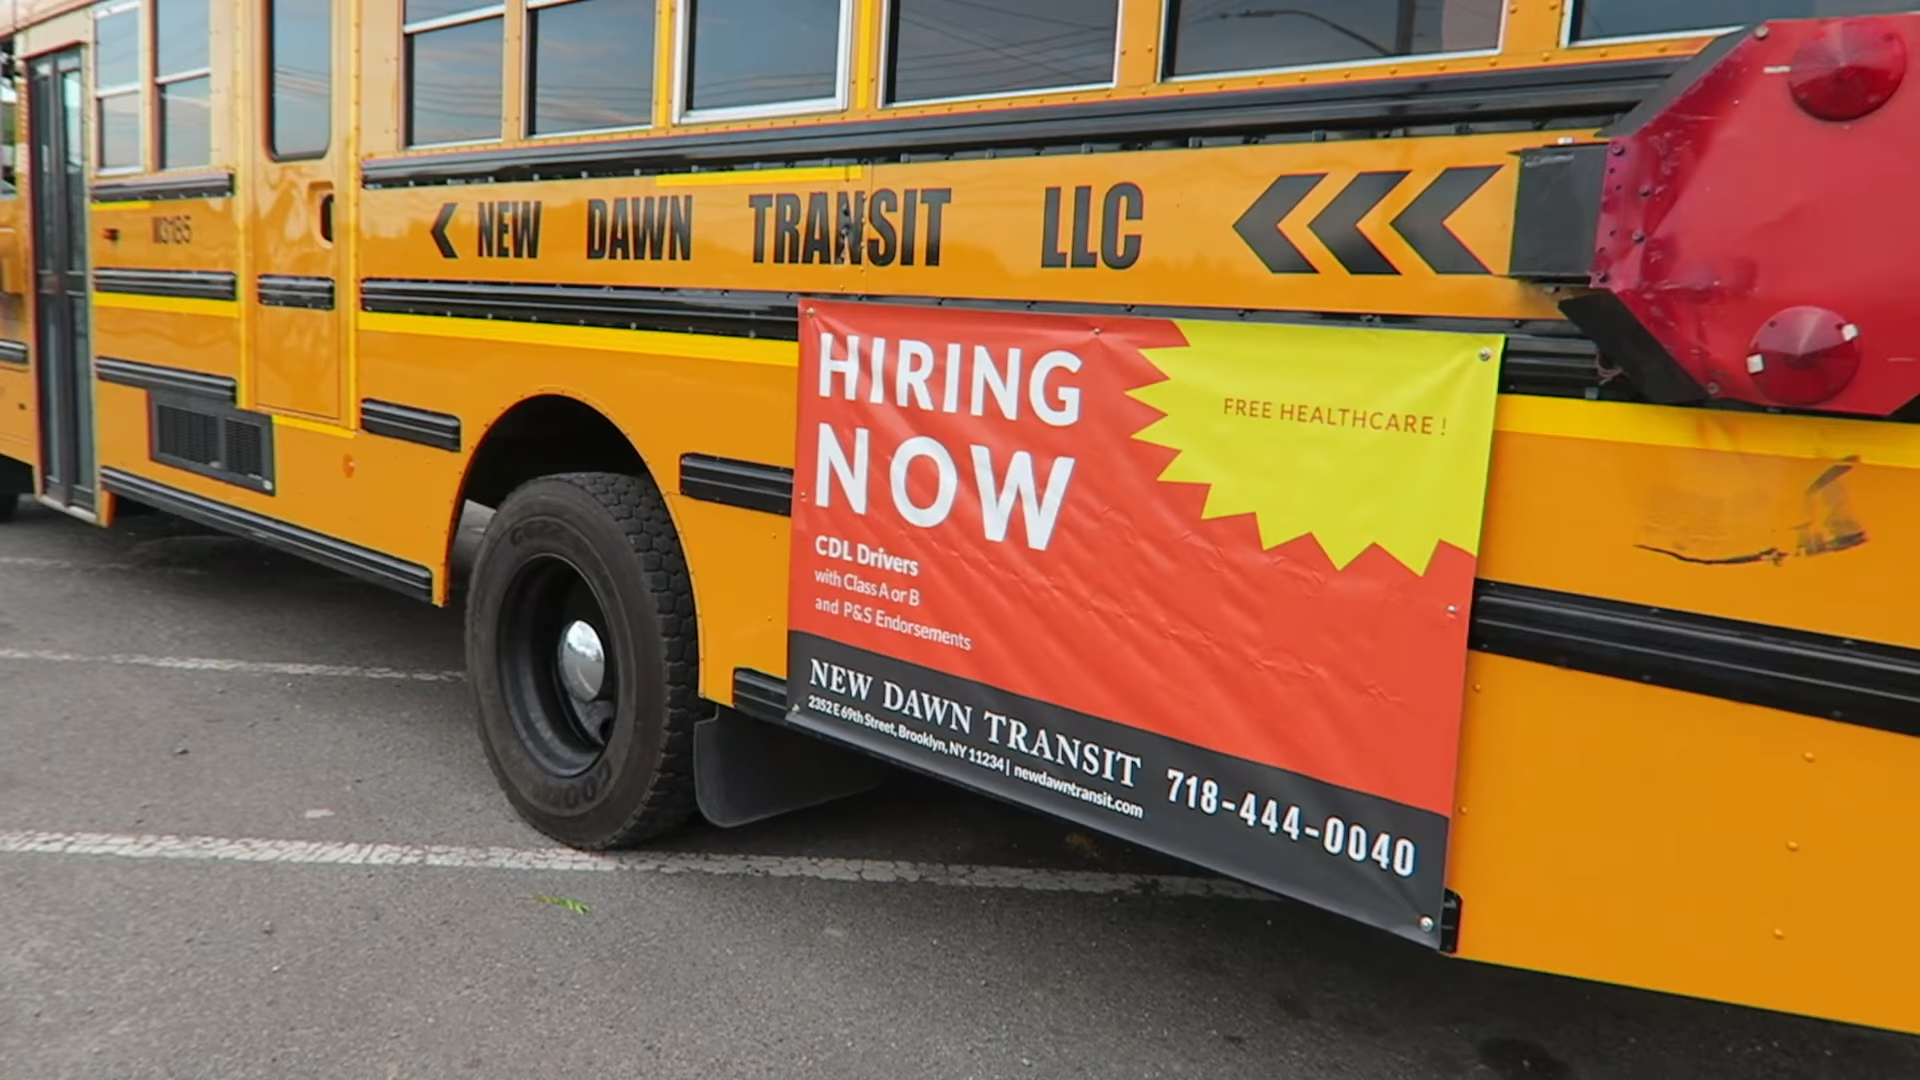 NEW DAWN TRANSIT LLC
HIRING
NOW
FREE HEALTHCARE!
CDL Drivers
with Class A or B
and P&S Endorsements
NEW DAWN TRANSIT
2352 E 69th Street, Brooklyn, NY 11234 | newdawntransit.com
718-444-0040